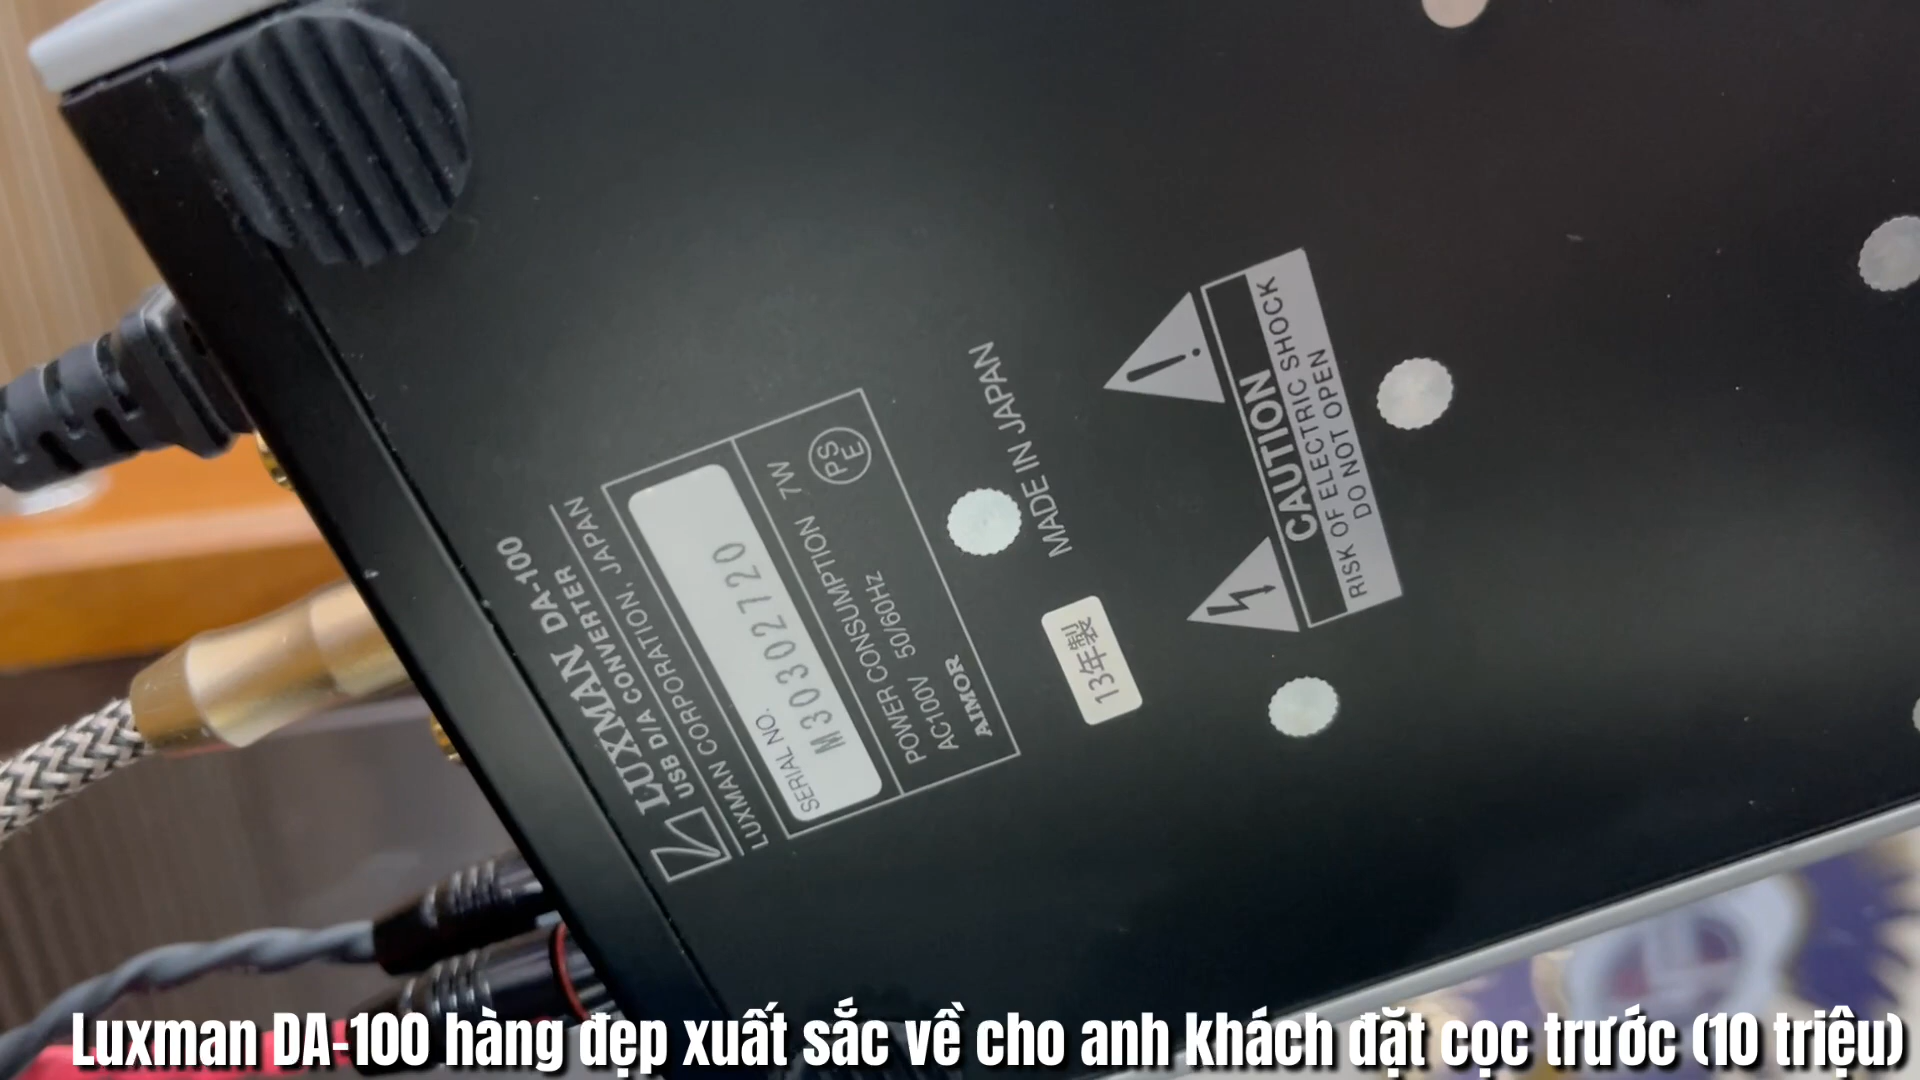 LUXMAN DA-100
USB D/A CONVERTER
LUXMAN CORPORATION, JAPAN
SERIAL NO.
M30302720
POWER CONSUMPTION 7W
AC100V 50/60Hz
AIMOR
PS
E
MADE IN JAPAN
13年製
CAUTION
RISK OF ELECTRIC SHOCK
DO NOT OPEN
Luxman DA-100 hàng đẹp xuất sắc về cho anh khách đặt cọc trước (10 triệu)